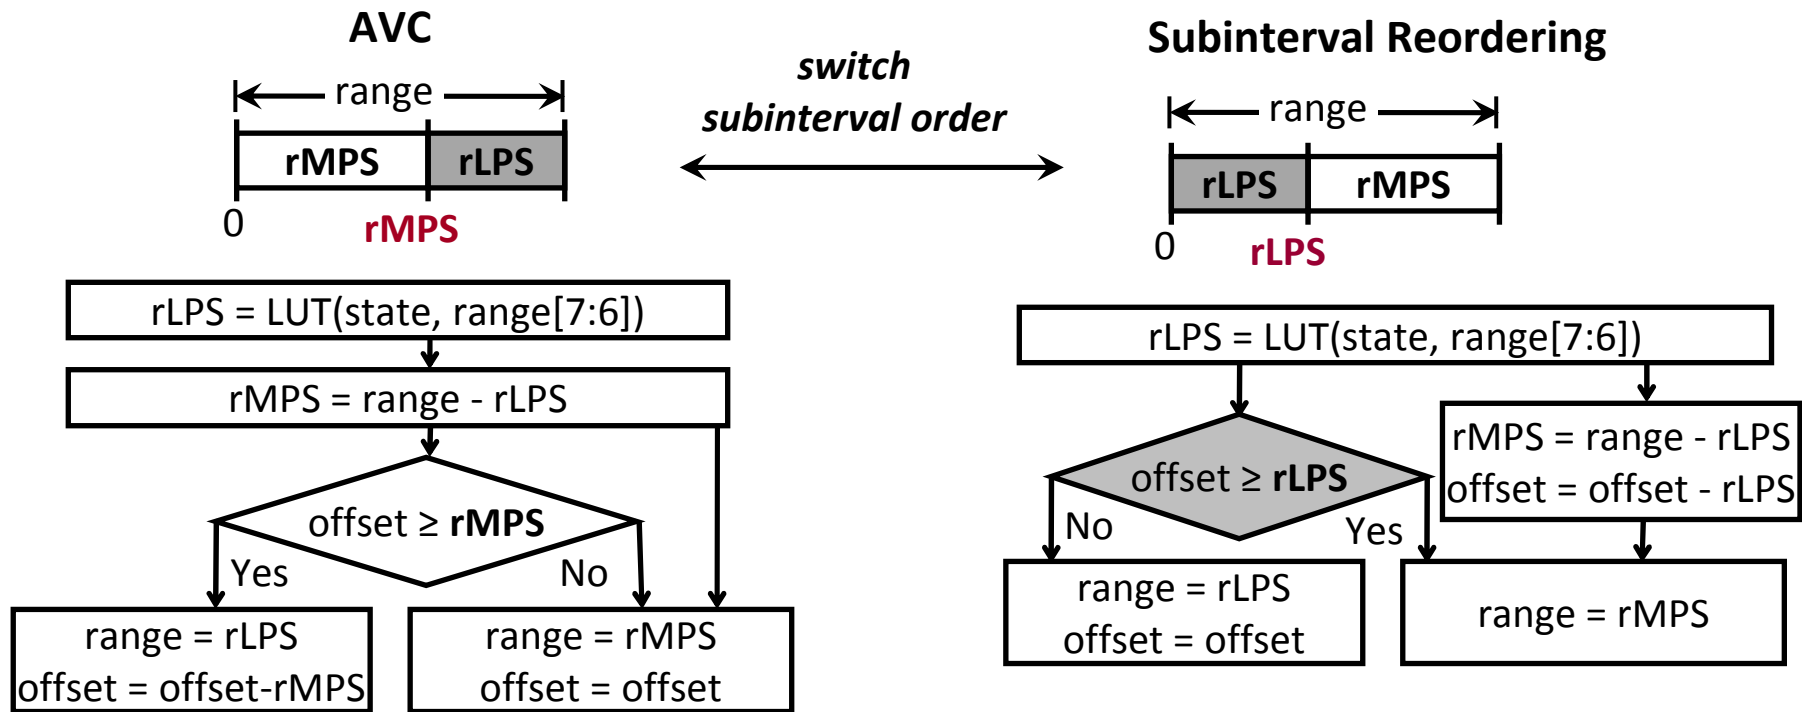 AVC
range
rMPS
rLPS
0
rMPS
rLPS = LUT(state, range[7:6])
rMPS = range - rLPS
offset ≥ rMPS
Yes
No
range = rLPS
offset = offset-rMPS
range = rMPS
offset = offset
switch
subinterval order
Subinterval Reordering
range
rLPS
rMPS
0
rLPS
rLPS = LUT(state, range[7:6])
offset ≥ rLPS
rMPS = range - rLPS
offset = offset - rLPS
No
Yes
range = rLPS
offset = offset
range = rMPS